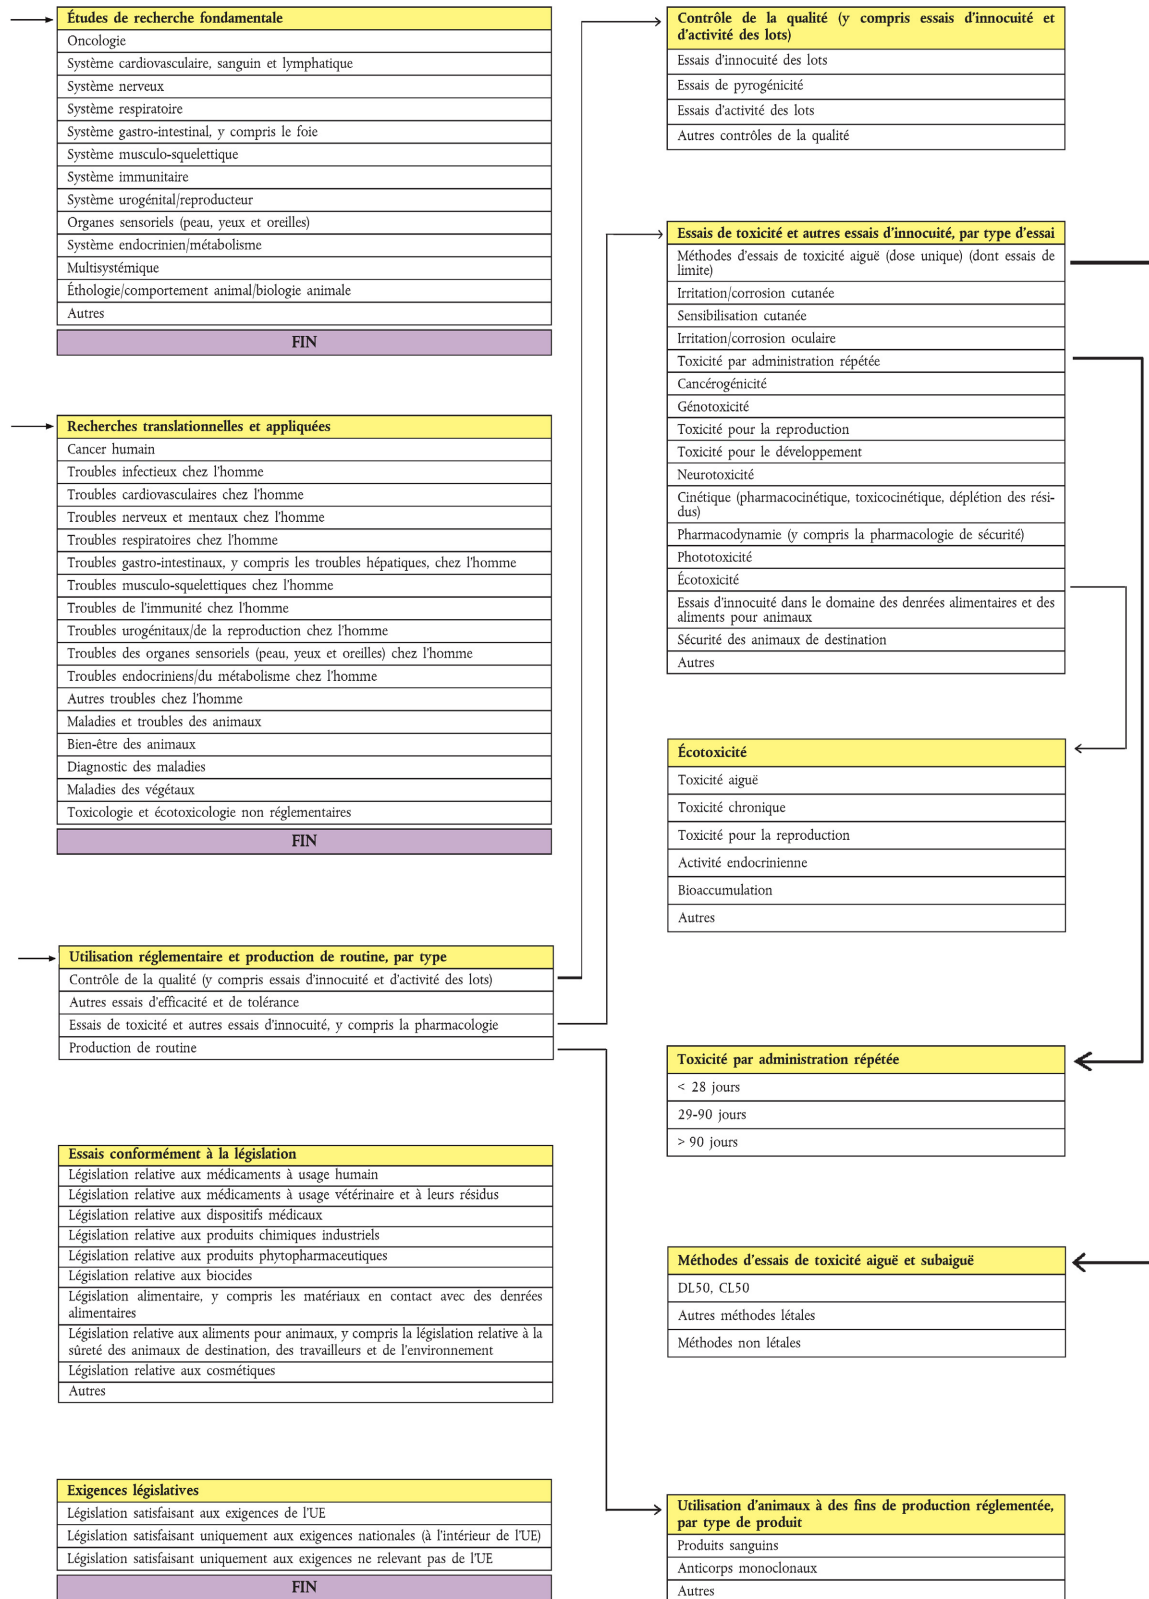 Études de recherche fondamentale
Oncologie
Système cardiovasculaire, sanguin et lymphatique
Système nerveux
Système respiratoire
Système gastro-intestinal, y compris le foie
Système musculo-squelettique
Système immunitaire
Système urogénital/reproducteur
Organes sensoriels (peau, yeux et oreilles)
Système endocrinien/métabolisme
Multisystémique
Éthologie/comportement animal/biologie animale
Autres
FIN
Recherches translationnelles et appliquées
Cancer humain
Troubles infectieux chez l'homme
Troubles cardiovasculaires chez l'homme
Troubles nerveux et mentaux chez l'homme
Troubles respiratoires chez l'homme
Troubles gastro-intestinaux, y compris les troubles hépatiques, chez l'homme
Troubles musculo-squelettiques chez l'homme
Troubles de l'immunité chez l'homme
Troubles urogénitaux/de la reproduction chez l'homme
Troubles des organes sensoriels (peau, yeux et oreilles) chez l'homme
Troubles endocriniens/du métabolisme chez l'homme
Autres troubles chez l'homme
Maladies et troubles des animaux
Bien-être des animaux
Diagnostic des maladies
Maladies des végétaux
Toxicologie et écotoxicologie non réglementaires
FIN
Utilisation réglementaire et production de routine, par type
Contrôle de la qualité (y compris essais d'innocuité et d'activité des lots)
Autres essais d'efficacité et de tolérance
Essais de toxicité et autres essais d'innocuité, y compris la pharmacologie
Production de routine
Essais conformément à la législation
Législation relative aux médicaments à usage humain
Législation relative aux médicaments à usage vétérinaire et à leurs résidus
Législation relative aux dispositifs médicaux
Législation relative aux produits chimiques industriels
Législation relative aux produits phytopharmaceutiques
Législation relative aux biocides
Législation alimentaire, y compris les matériaux en contact avec des denrées
alimentaires
Législation relative aux aliments pour animaux, y compris la législation relative à la
sûreté des animaux de destination, des travailleurs et de l'environnement
Législation relative aux cosmétiques
Autres
Exigences législatives
Législation satisfaisant aux exigences de l'UE
Législation satisfaisant uniquement aux exigences nationales (à l'intérieur de l'UE)
Législation satisfaisant uniquement aux exigences ne relevant pas de l'UE
FIN
Contrôle de la qualité (y compris essais d'innocuité et
d'activité des lots)
Essais d'innocuité des lots
Essais de pyrogénicité
Essais d'activité des lots
Autres contrôles de la qualité
Essais de toxicité et autres essais d'innocuité, par type d'essai
Méthodes d'essais de toxicité aiguë (dose unique) (dont essais de
limite)
Irritation/corrosion cutanée
Sensibilisation cutanée
Irritation/corrosion oculaire
Toxicité par administration répétée
Cancérogénicité
Génotoxicité
Toxicité pour la reproduction
Toxicité pour le développement
Neurotoxicité
Cinétique (pharmacocinétique, toxicocinétique, déplétion des rési-
dus)
Pharmacodynamie (y compris la pharmacologie de sécurité)
Phototoxicité
Écotoxicité
Essais d'innocuité dans le domaine des denrées alimentaires et des
aliments pour animaux
Sécurité des animaux de destination
Autres
Écotoxicité
Toxicité aiguë
Toxicité chronique
Toxicité pour la reproduction
Activité endocrinienne
Bioaccumulation
Autres
Toxicité par administration répétée
< 28 jours
29-90 jours
> 90 jours
Méthodes d'essais de toxicité aiguë et subaiguë
DL50, CL50
Autres méthodes létales
Méthodes non létales
Utilisation d'animaux à des fins de production réglementée,
par type de produit
Produits sanguins
Anticorps monoclonaux
Autres